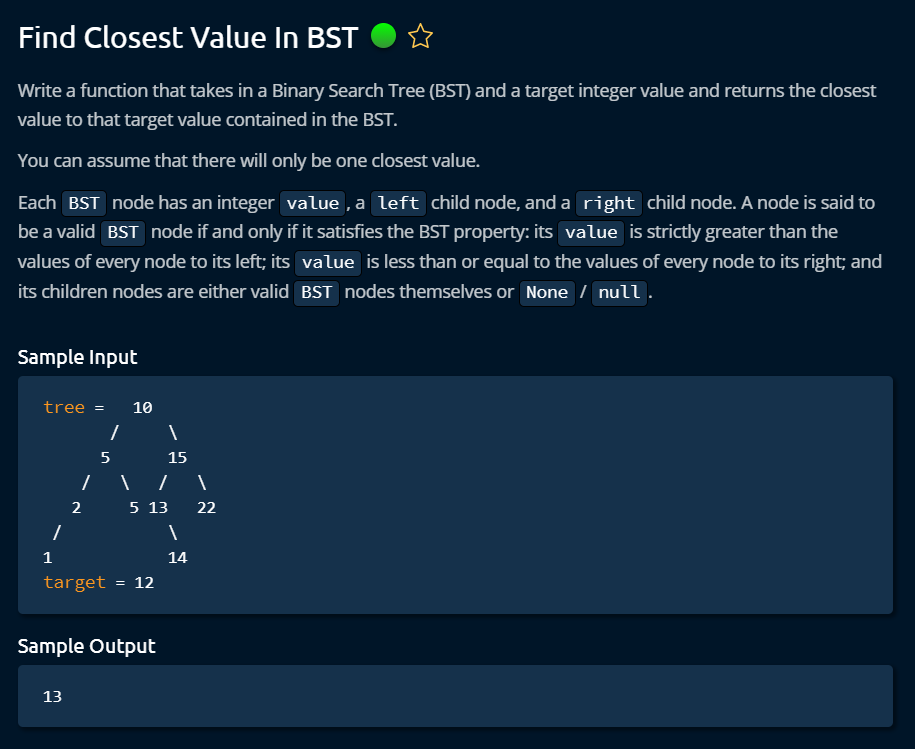 Find Closest Value In BST
Write a function that takes in a Binary Search Tree (BST) and a target integer value and returns the closest
value to that target value contained in the BST.
You can assume that there will only be one closest value.
Each BST node has an integer value, a left child node, and a right child node. A node is said to
be a valid BST node if and only if it satisfies the BST property: its value is strictly greater than the
values of every node to its left; its value is less than or equal to the values of every node to its right; and
its children nodes are either valid BST nodes themselves or None / null.
Sample Input
tree =   10
       /     \
      5      15
    /   \   /   \
   2     5 13   22
 /           \
1            14
target = 12
Sample Output
13